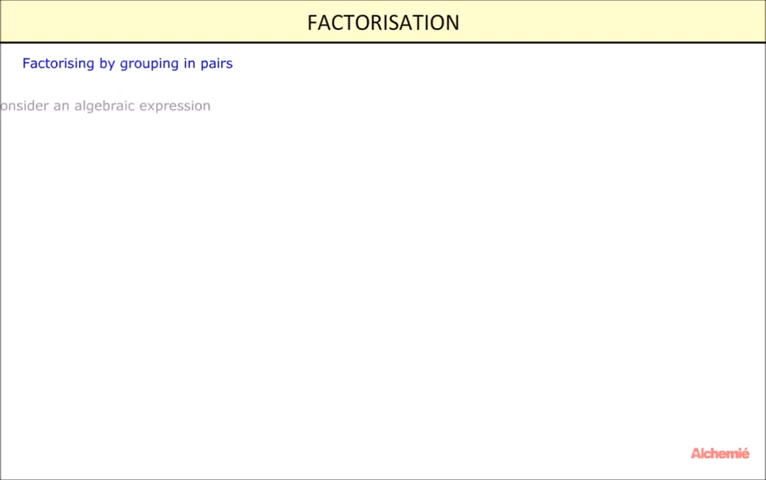 FACTORISATION
Factorising by grouping in pairs
onsider an algebraic expression
Alchemié